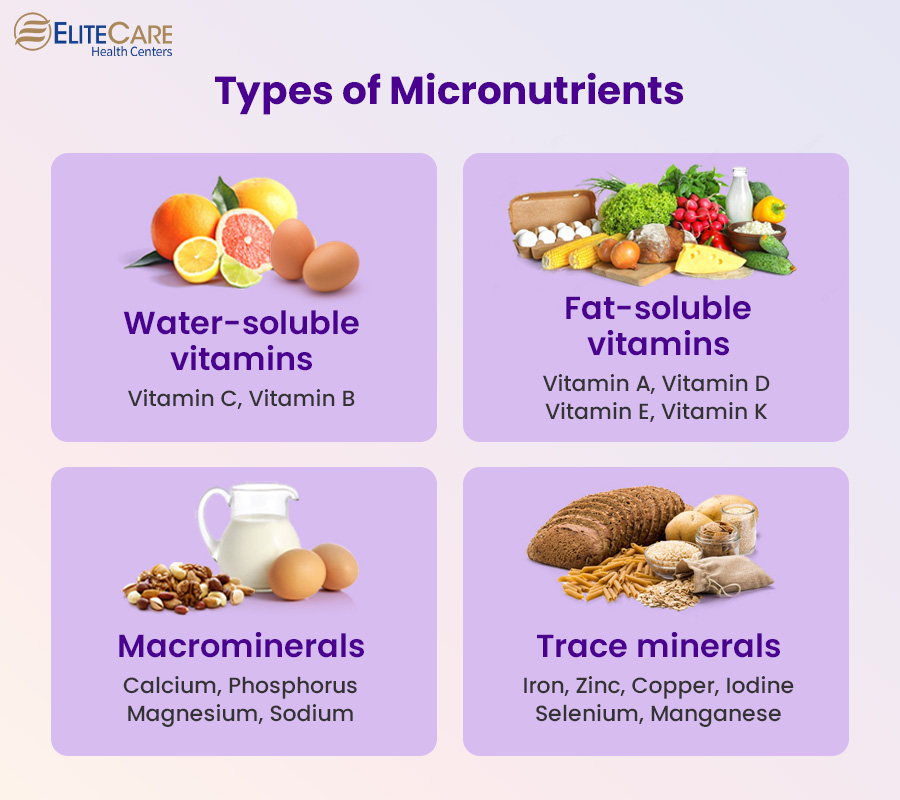 ELITECARE
Health Centers
Types of Micronutrients
Water-soluble
vitamins
Vitamin C, Vitamin B
Fat-soluble
vitamins
Vitamin A, Vitamin D
Vitamin E, Vitamin K
Macrominerals
Calcium, Phosphorus
Magnesium, Sodium
Trace minerals
Iron, Zinc, Copper, Iodine
Selenium, Manganese